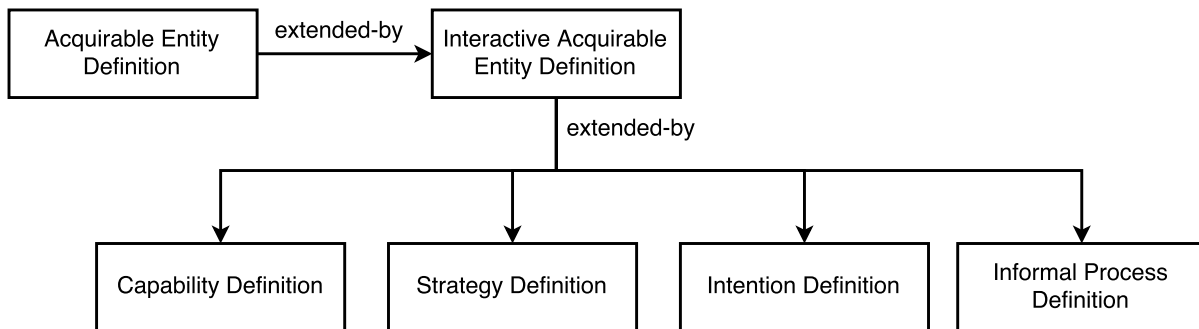 Acquirable Entity
Definition
extended-by
Interactive Acquirable
Entity Definition
extended-by
Capability Definition
Strategy Definition
Intention Definition
Informal Process
Definition